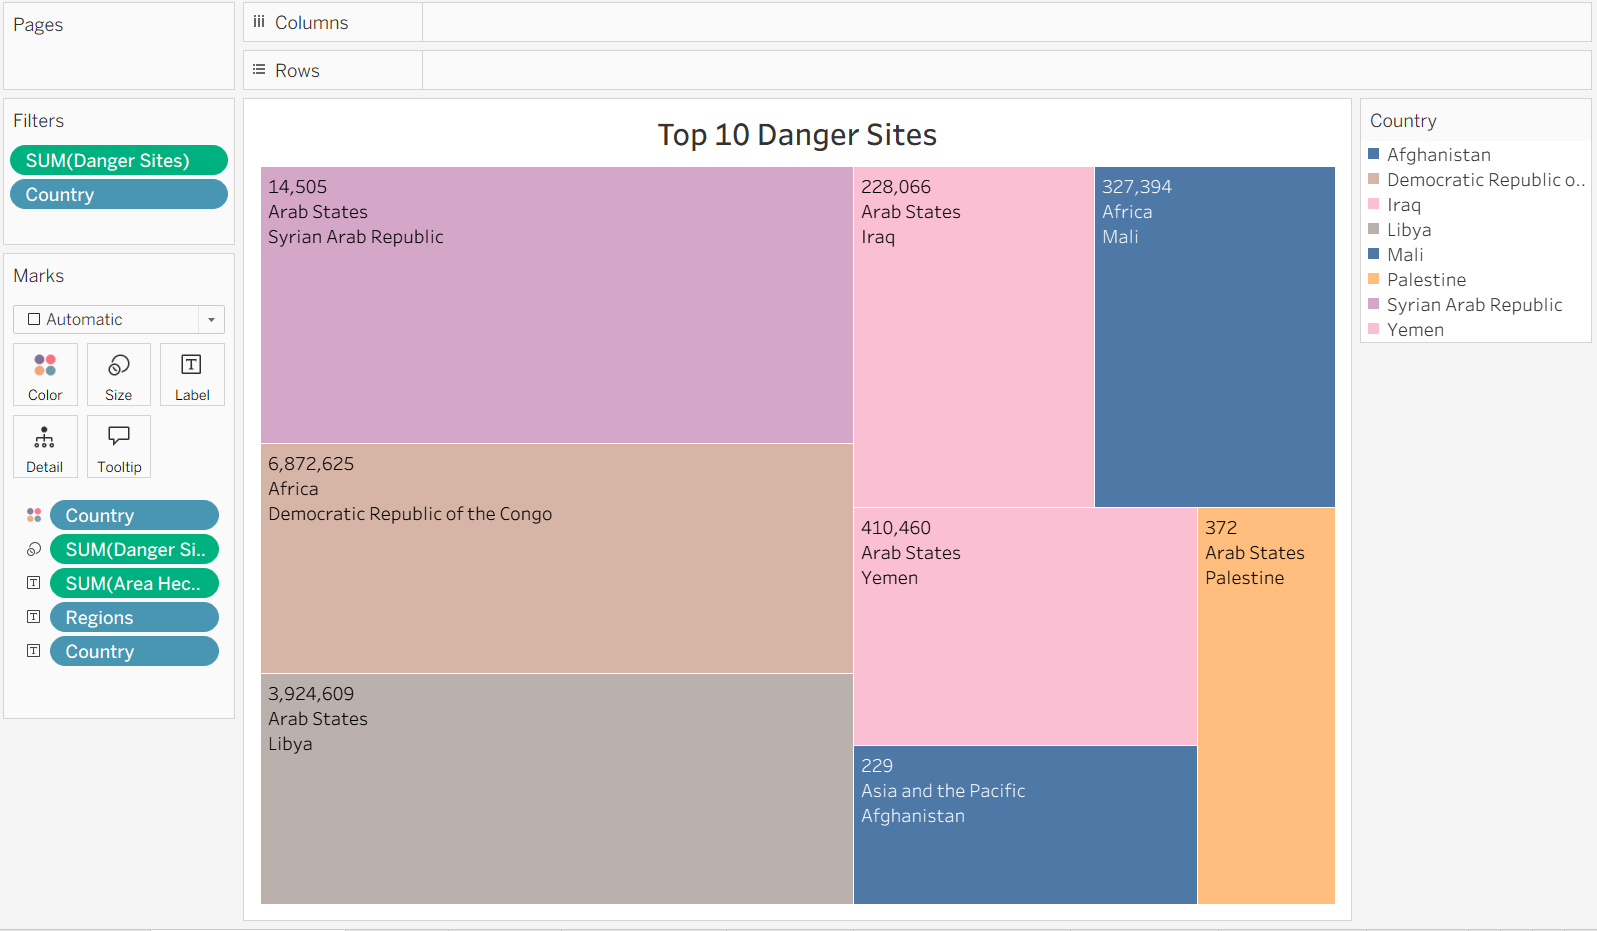 Pages
Columns
Rows
Filters
SUM(Danger Sites)
Country
Marks
Automatic
Color
Size
Label
Detail
Tooltip
Country
SUM(Danger Si..
SUM(Area Hec..
Regions
Country
Top 10 Danger Sites
14,505
Arab States
Syrian Arab Republic
6,872,625
Africa
Democratic Republic of the Congo
3,924,609
Arab States
Libya
228,066
Arab States
Iraq
327,394
Africa
Mali
410,460
Arab States
Yemen
372
Arab States
Palestine
229
Asia and the Pacific
Afghanistan
Country
Afghanistan
Democratic Republic o..
Iraq
Libya
Mali
Palestine
Syrian Arab Republic
Yemen